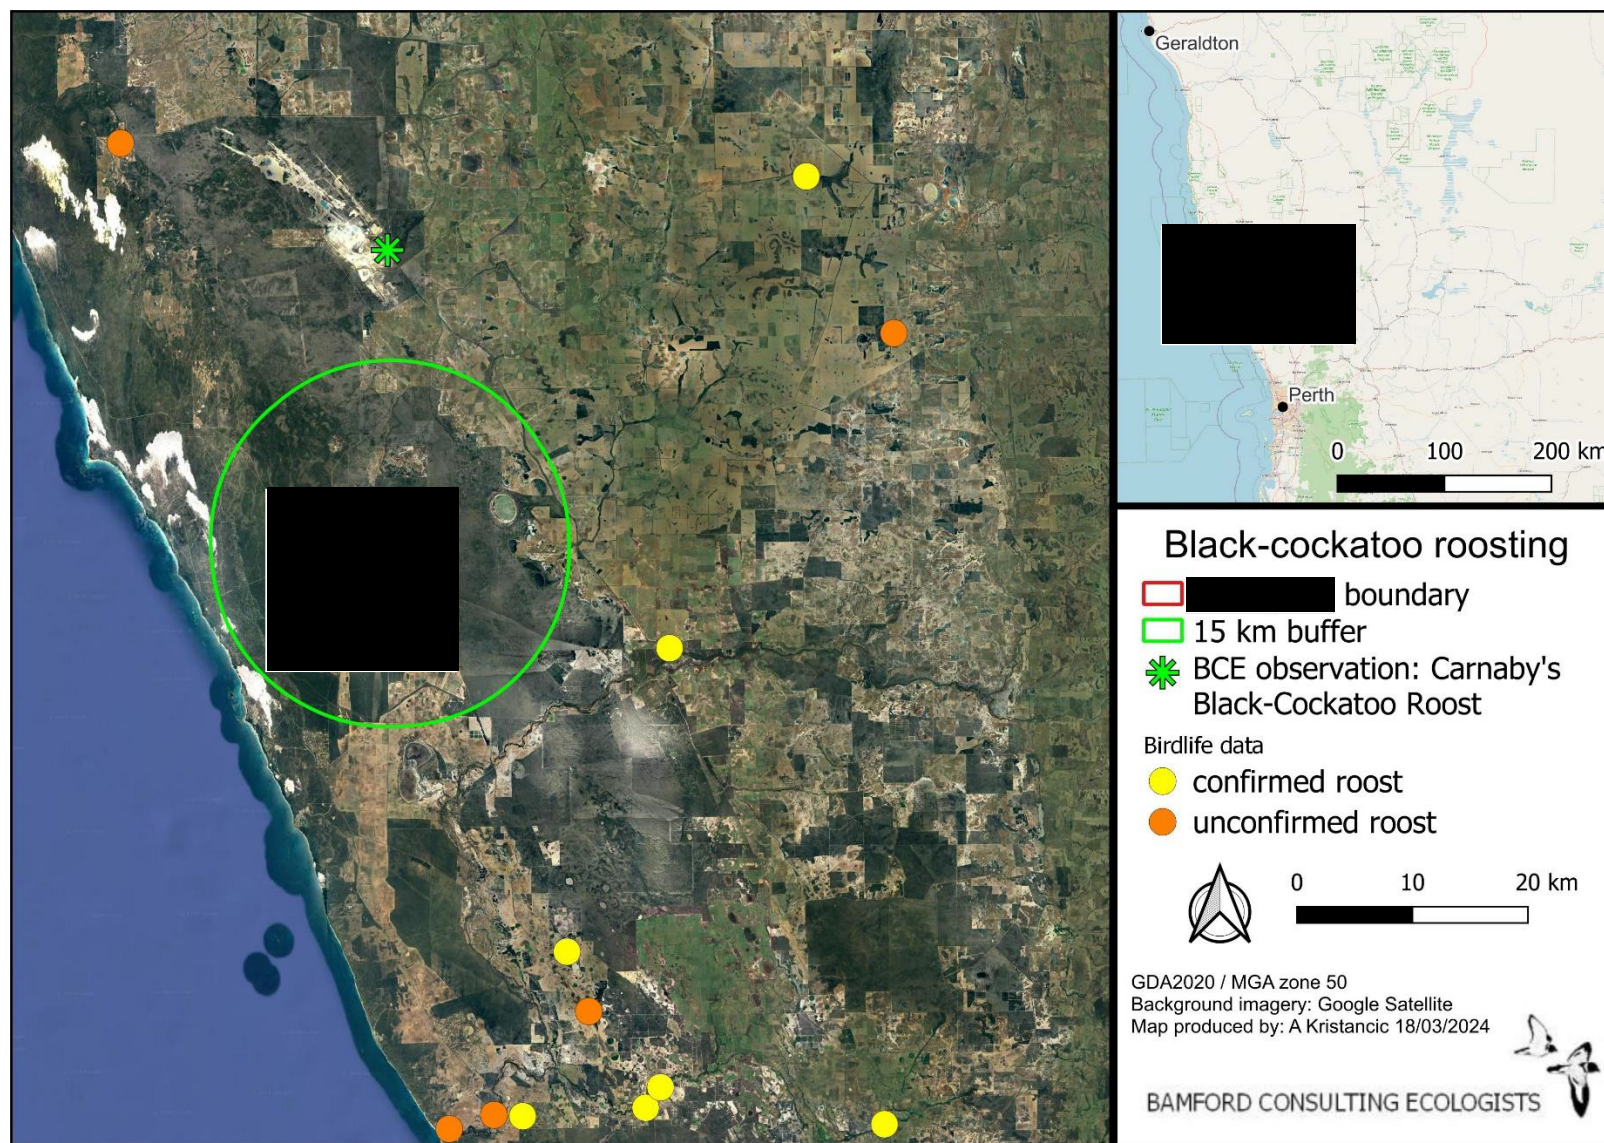 Geraldton
Perth
0 100 200 km
Black-cockatoo roosting
boundary
15 km buffer
BCE observation: Carnaby's
Black-Cockatoo Roost
Birdlife data
confirmed roost
unconfirmed roost
0 10 20 km
GDA2020 / MGA zone 50
Background imagery: Google Satellite
Map produced by: A Kristancic 18/03/2024
BAMFORD CONSULTING ECOLOGISTS